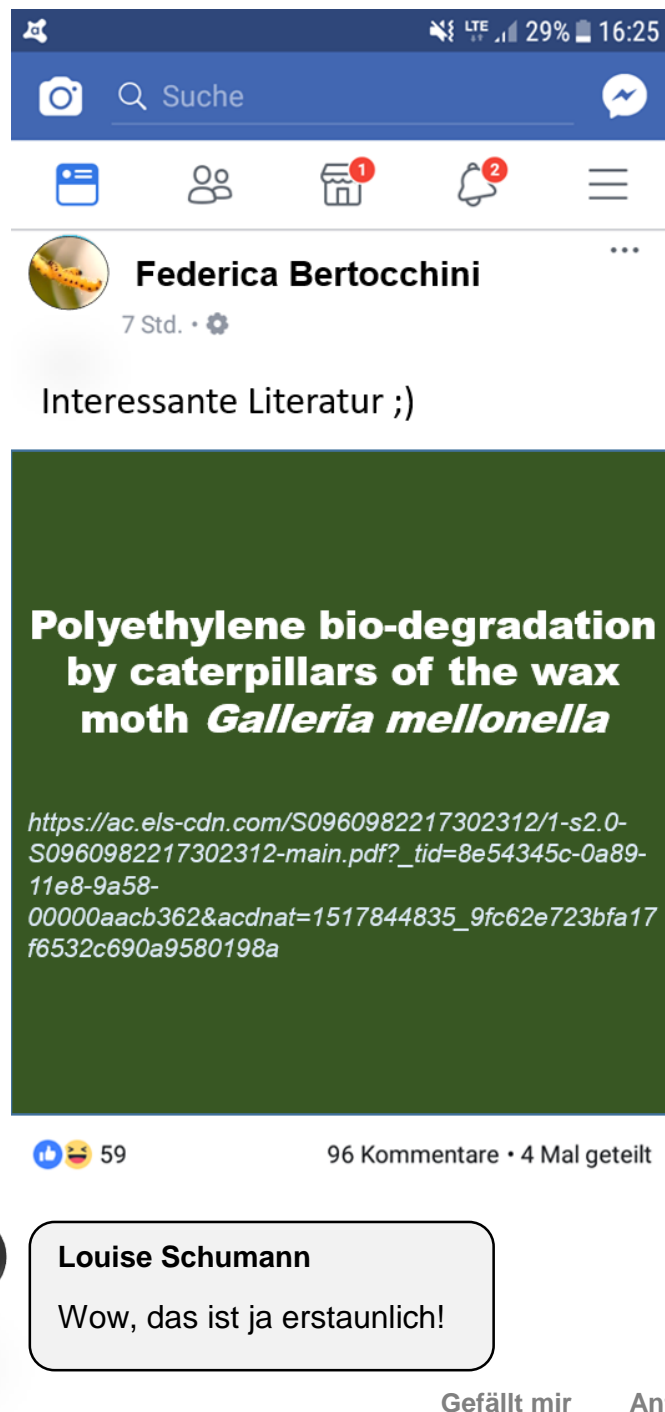 LTE 29% 16:25
Suche
1 2
Federica Bertocchini
7 Std.
Interessante Literatur ;)
Polyethylene bio-degradation
by caterpillars of the wax
moth Galleria mellonella
https://ac.els-cdn.com/S0960982217302312/1-s2.0-
S0960982217302312-main.pdf?_tid=8e54345c-0a89-
11e8-9a58-
00000aacb362&acdnat=1517844835_9fc62e723bfa17
f6532c690a9580198a
59 96 Kommentare • 4 Mal geteilt
Louise Schumann
Wow, das ist ja erstaunlich!
Gefällt mir